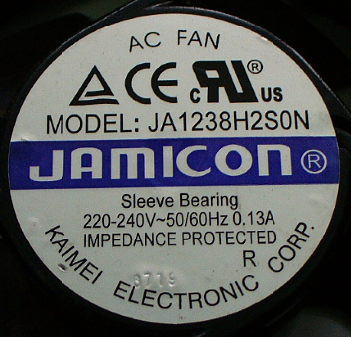 AC FAN
CE c RU ® US
MODEL: JA1238H2S0N
JAMICON®
Sleeve Bearing
220-240V~50/60Hz 0.13A
IMPEDANCE PROTECTED
R
KAIMEI ELECTRONIC CORP.